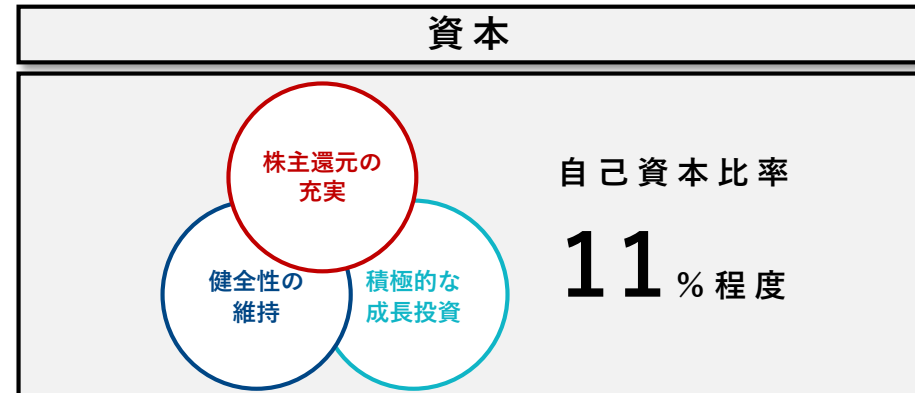 資本
株主還元の
充実
健全性の
維持
積極的な
成長投資
自己資本比率
11%程度